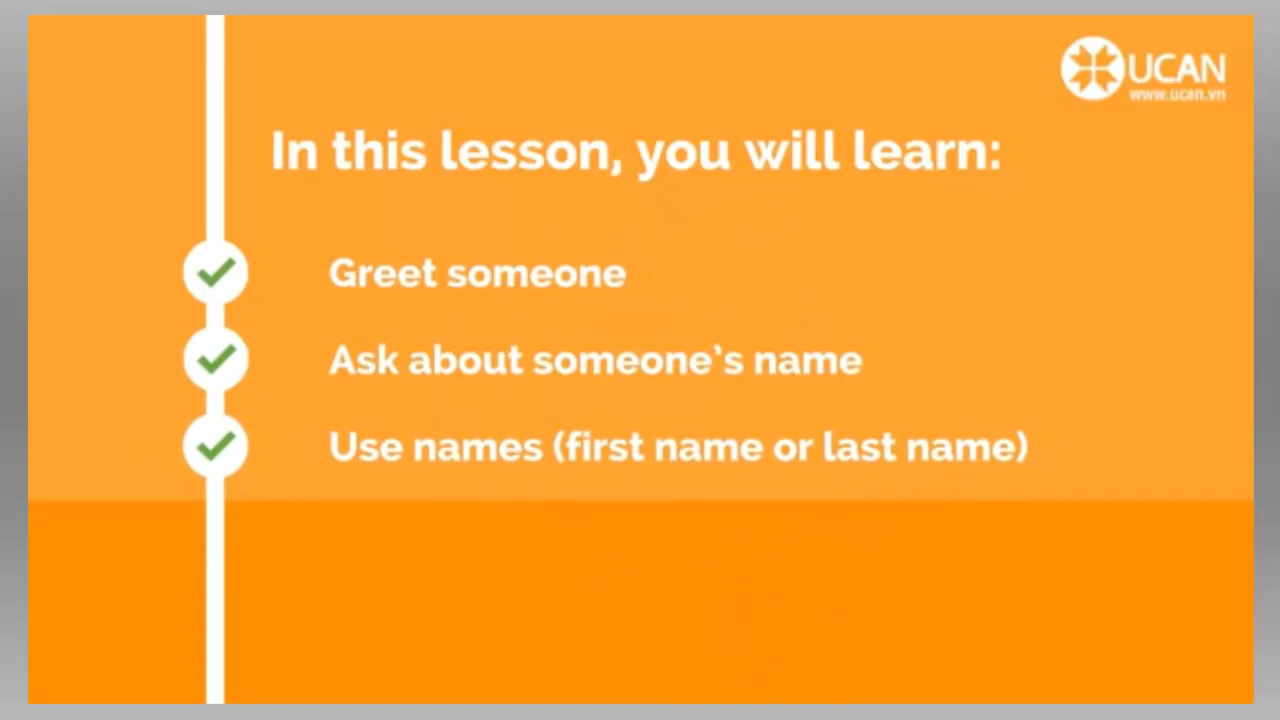 UCAN
www.ucan.vn
In this lesson, you will learn:
Greet someone
Ask about someone's name
Use names (first name or last name)